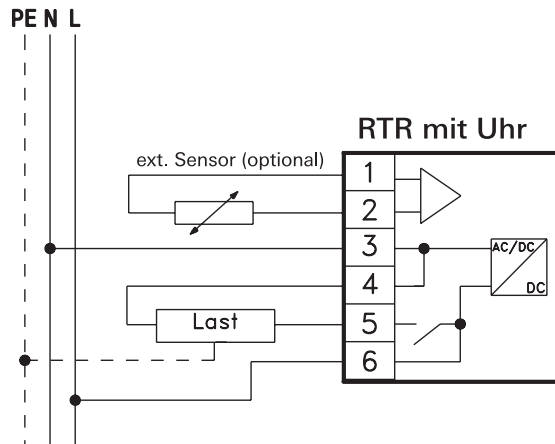 PE N L
RTR mit Uhr
ext. Sensor (optional)
1
2
3
AC/DC
DC
4
Last
5
6